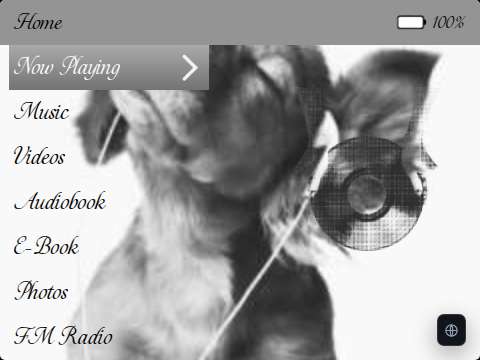 Home
100%
Now Playing
Music
Videos
Audiobook
E-Book
Photos
FM Radio